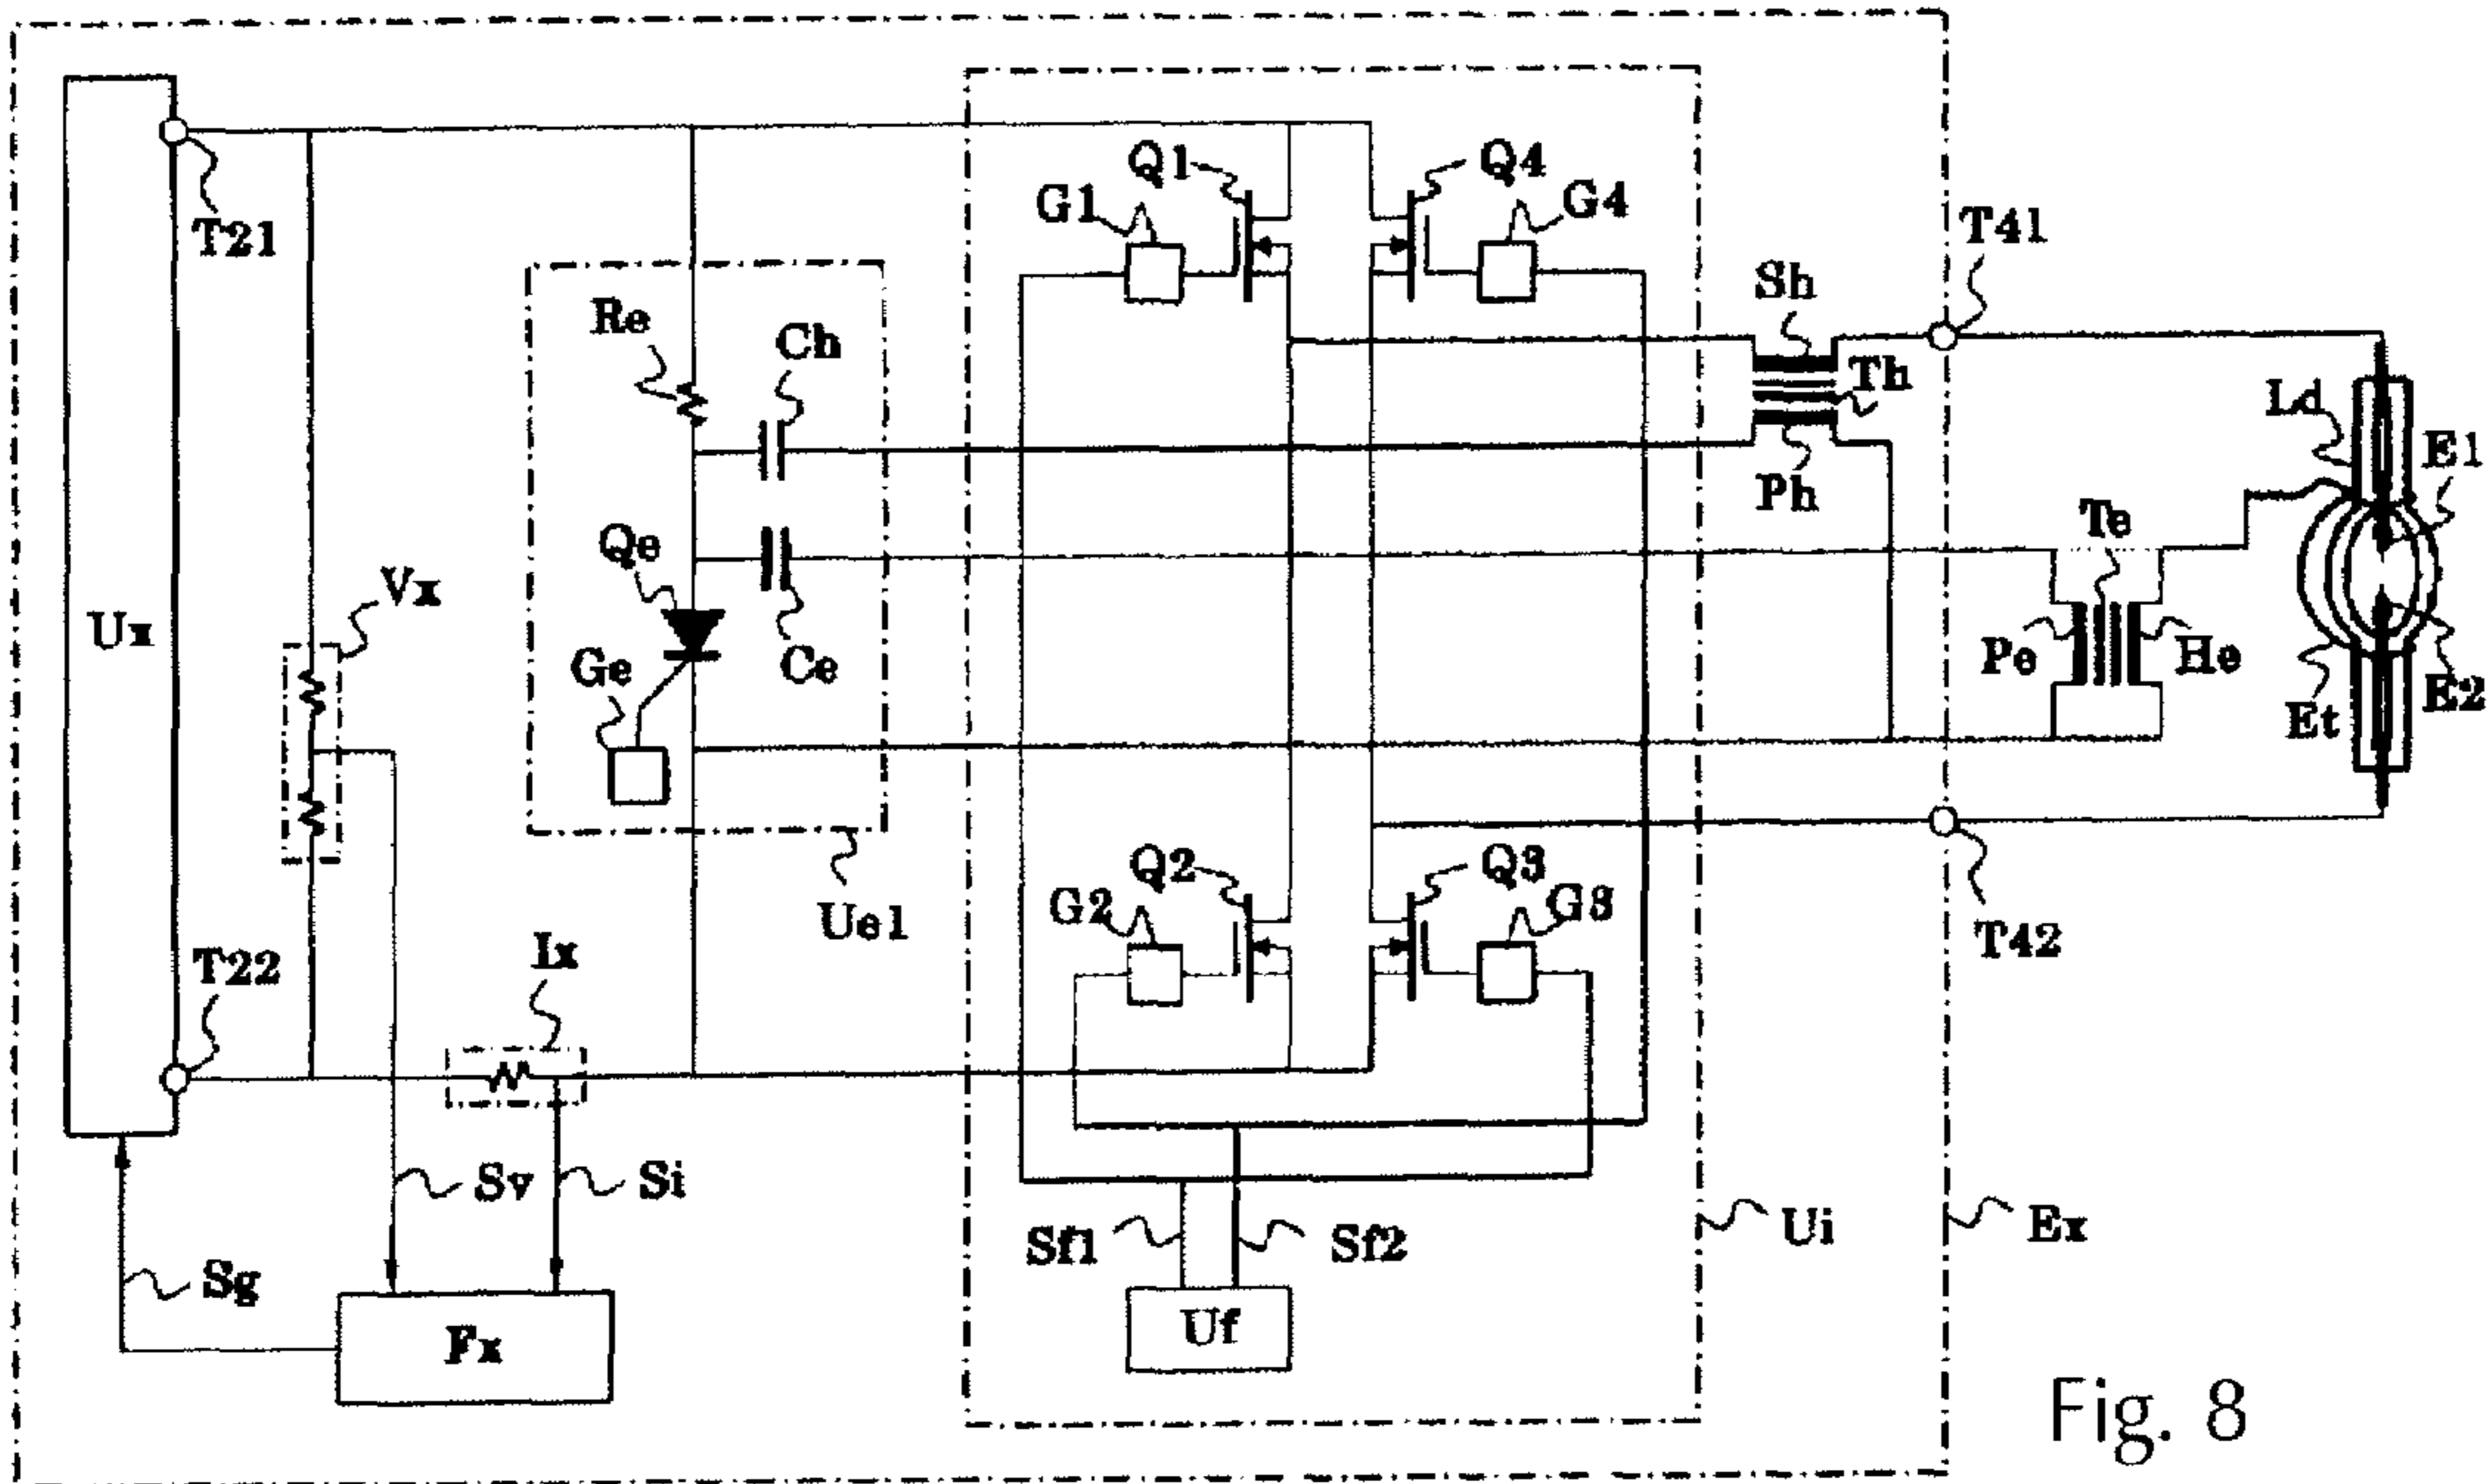 Q1
Q4
G1
G4
T21
T41
Sh
Re
Ch
Th
Ld
E1
Ph
Te
Qe
Vx
Ux
Ge
Ce
Pe
He
E2
Et
Q2
Q3
G2
G3
Ue1
Ix
T22
T42
Sv
Si
Sf1
Sf2
Ui
Ex
Sg
Fx
Uf
Fig. 8